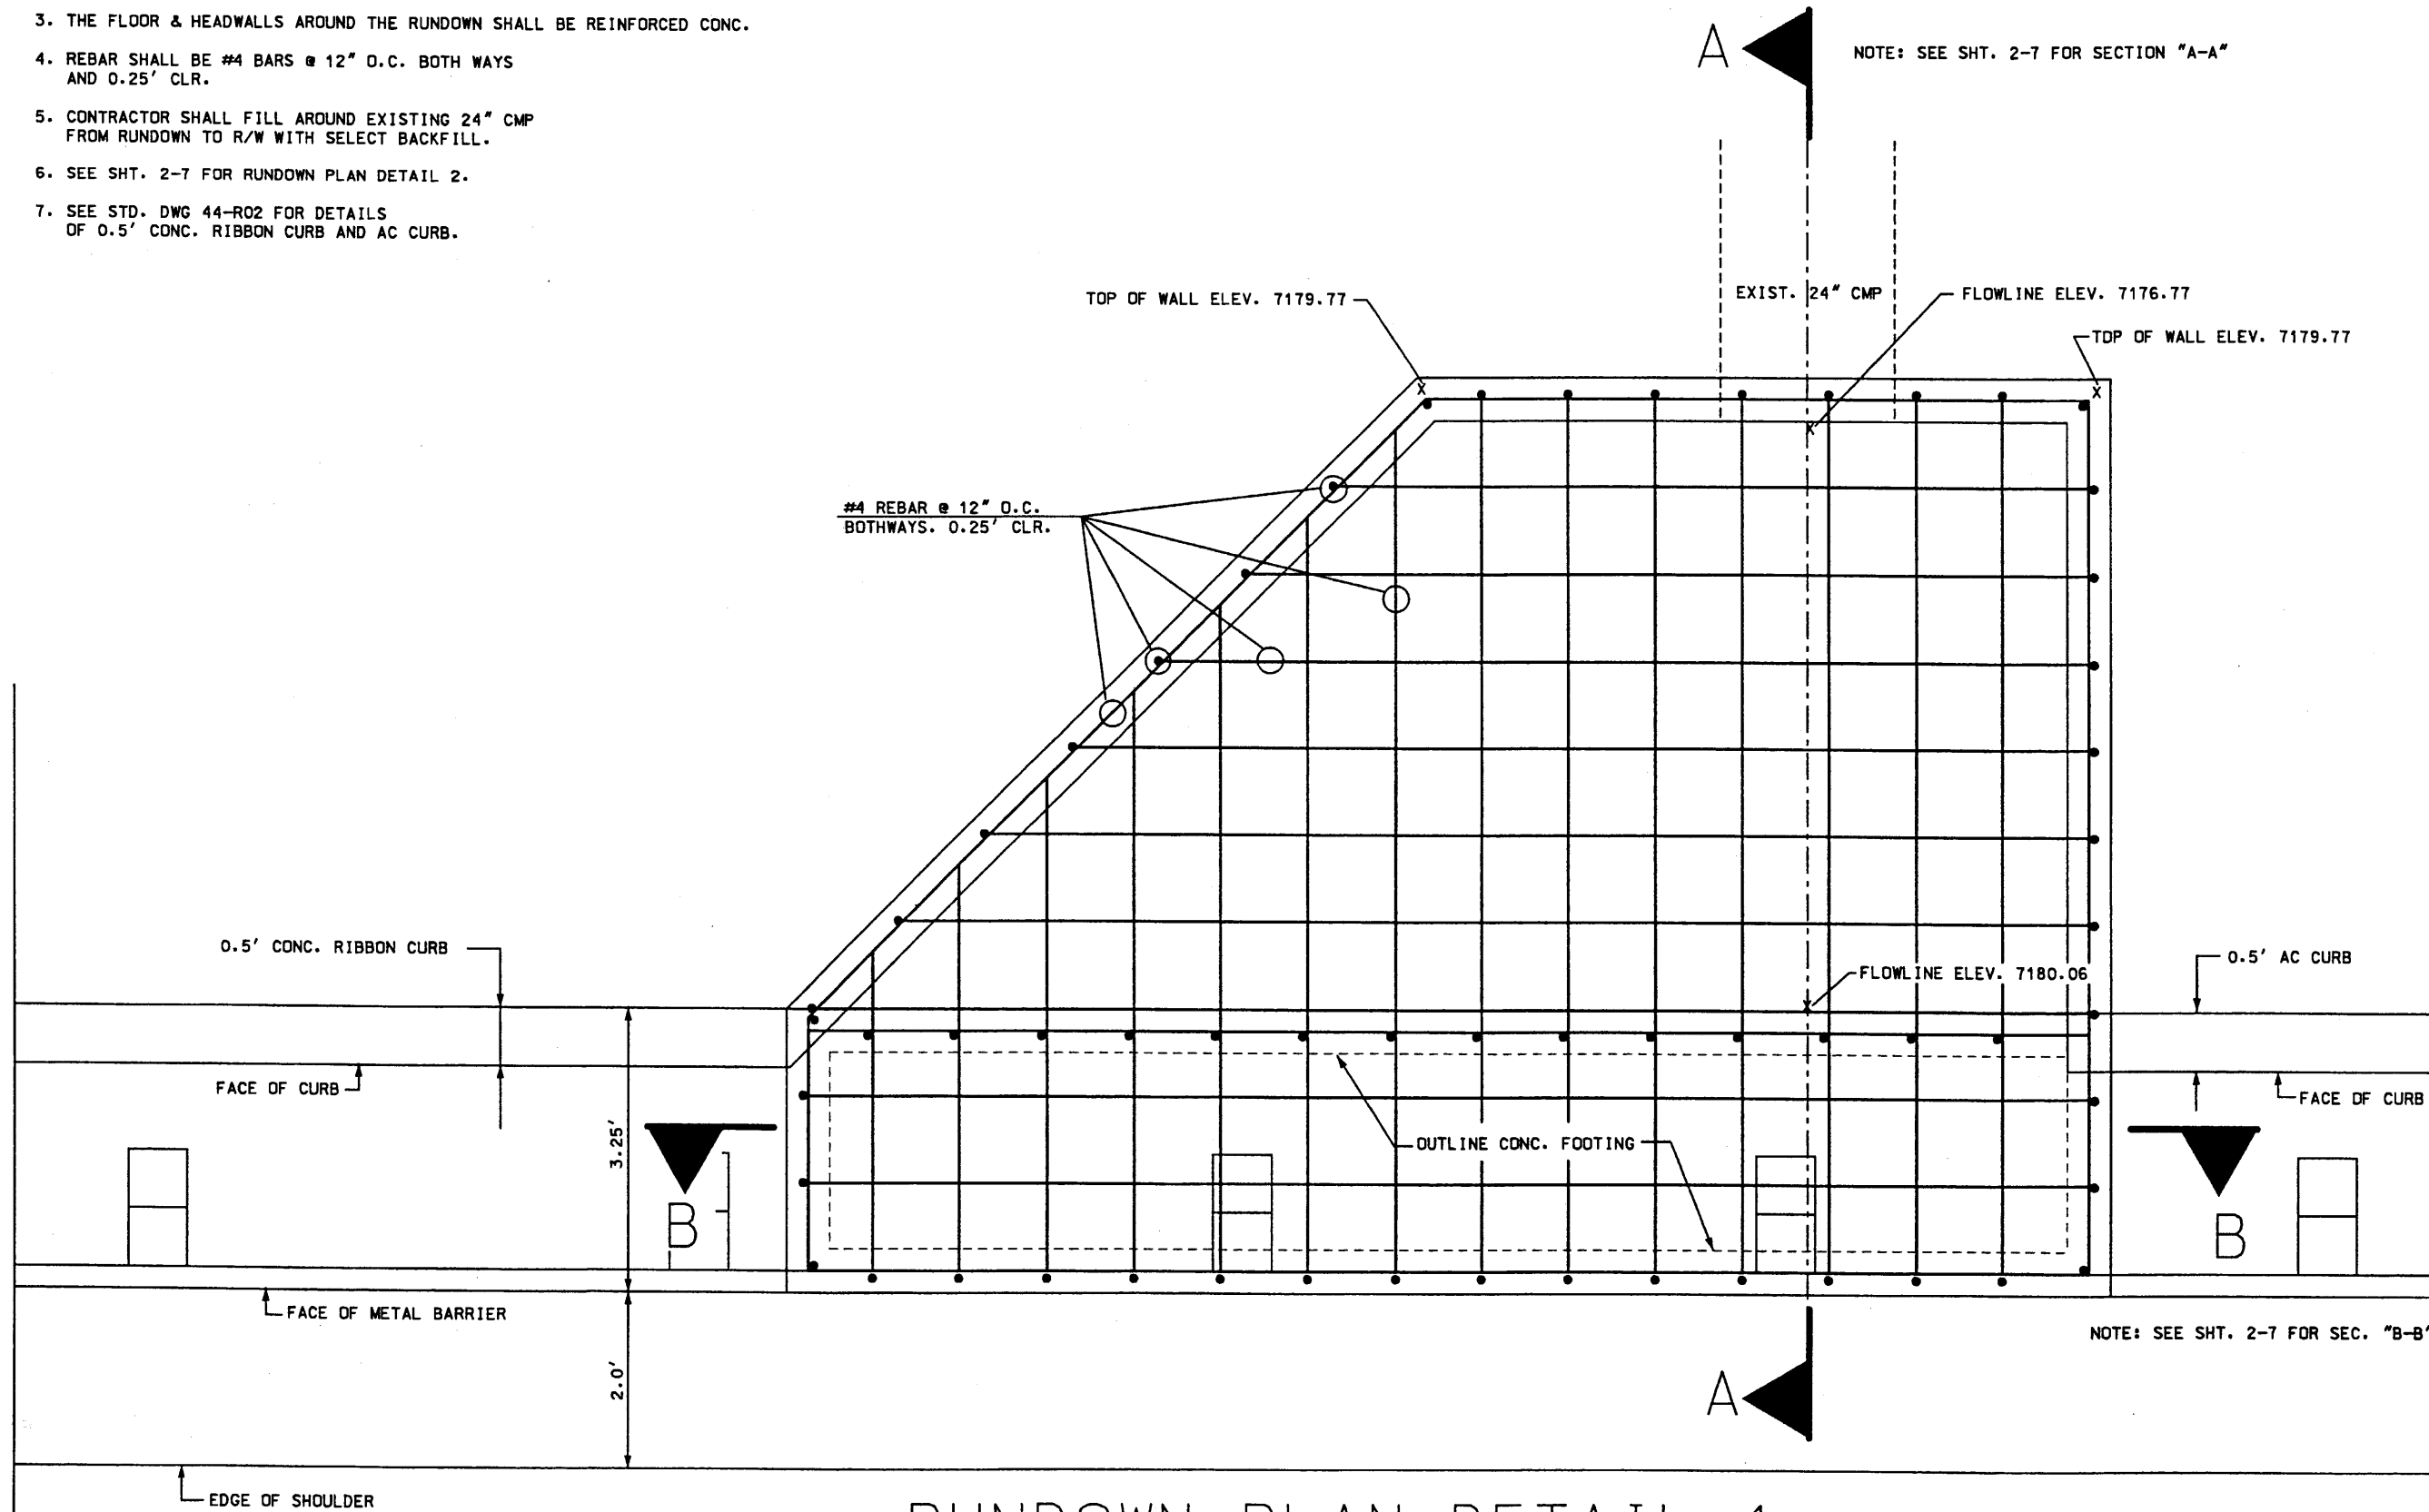 3. THE FLOOR & HEADWALLS AROUND THE RUNDOWN SHALL BE REINFORCED CONC.
4. REBAR SHALL BE #4 BARS @ 12" O.C. BOTH WAYS
AND 0.25' CLR.
5. CONTRACTOR SHALL FILL AROUND EXISTING 24" CMP
FROM RUNDOWN TO R/W WITH SELECT BACKFILL.
6. SEE SHT. 2-7 FOR RUNDOWN PLAN DETAIL 2.
7. SEE STD. DWG 44-R02 FOR DETAILS
OF 0.5' CONC. RIBBON CURB AND AC CURB.
A
NOTE: SEE SHT. 2-7 FOR SECTION "A-A"
TOP OF WALL ELEV. 7179.77
EXIST. 24" CMP
FLOWLINE ELEV. 7176.77
TOP OF WALL ELEV. 7179.77
#4 REBAR @ 12" O.C.
BOTHWAYS. 0.25' CLR.
0.5' CONC. RIBBON CURB
FLOWLINE ELEV. 7180.06
0.5' AC CURB
FACE OF CURB
FACE OF CURB
3.25'
OUTLINE CONC. FOOTING
B
B
FACE OF METAL BARRIER
NOTE: SEE SHT. 2-7 FOR SEC. "B-B"
2.0'
A
EDGE OF SHOULDER
RUNDOWN PLAN DETAIL 1